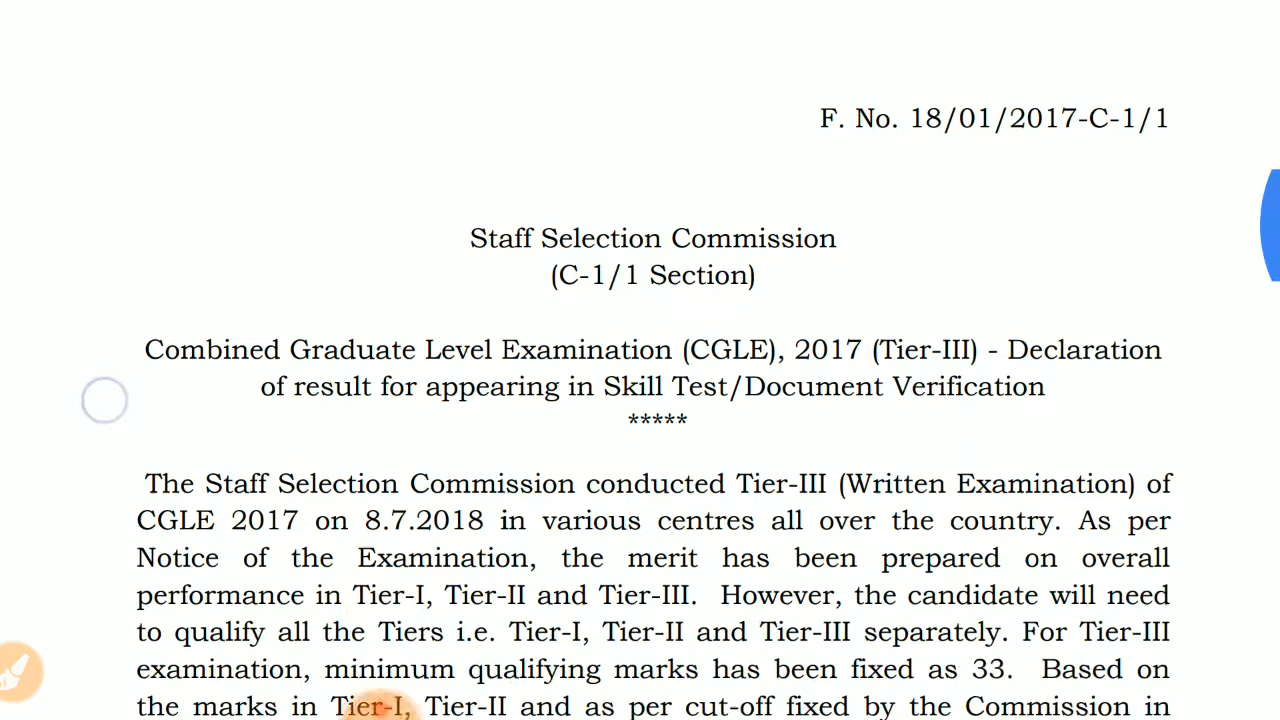 F. No. 18/01/2017-C-1/1
Staff Selection Commission
(C-1/1 Section)
Combined Graduate Level Examination (CGLE), 2017 (Tier-III) - Declaration
of result for appearing in Skill Test/Document Verification
*****
The Staff Selection Commission conducted Tier-III (Written Examination) of
CGLE 2017 on 8.7.2018 in various centres all over the country. As per
Notice of the Examination, the merit has been prepared on overall
performance in Tier-I, Tier-II and Tier-III. However, the candidate will need
to qualify all the Tiers i.e. Tier-I, Tier-II and Tier-III separately. For Tier-III
examination, minimum qualifying marks has been fixed as 33. Based on
the marks in Tier-I, Tier-II and as per cut-off fixed by the Commission in